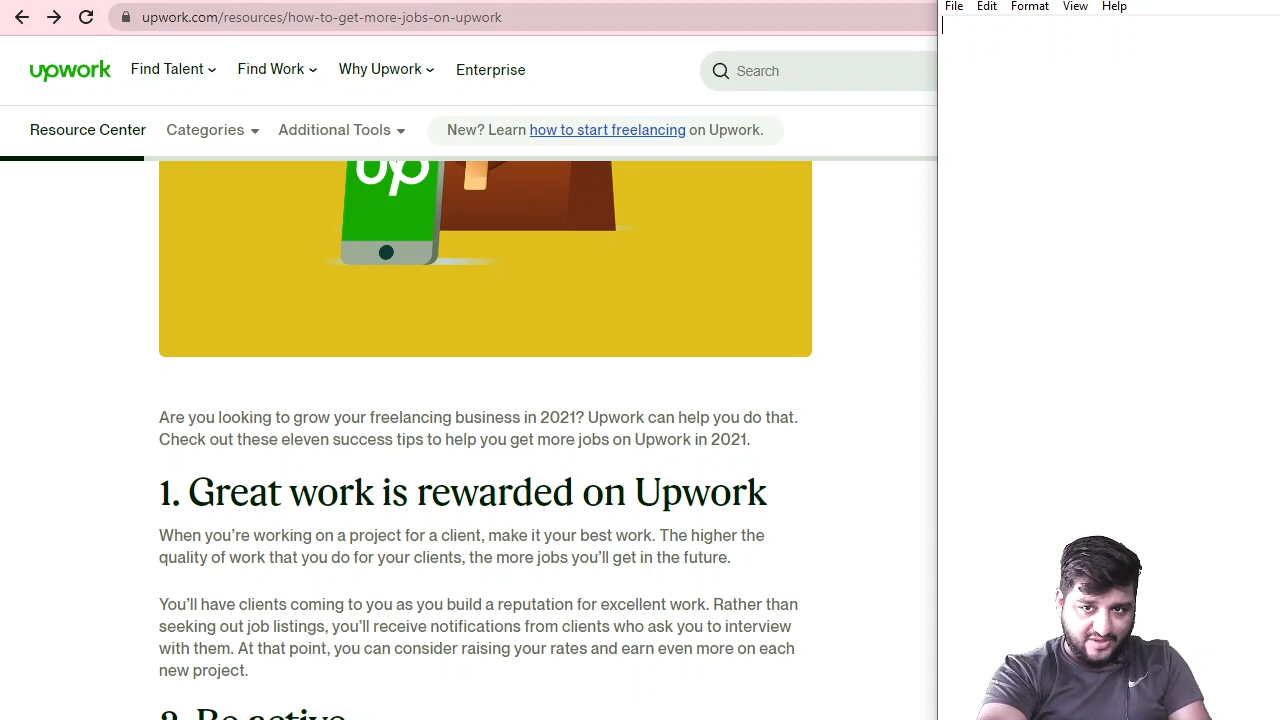 upwork.com/resources/how-to-get-more-jobs-on-upwork
File Edit Format View Help
upwork Find Talent Find Work Why Upwork Enterprise Search
Resource Center Categories Additional Tools New? Learn how to start freelancing on Upwork.
up
Are you looking to grow your freelancing business in 2021? Upwork can help you do that.
Check out these eleven success tips to help you get more jobs on Upwork in 2021.
1. Great work is rewarded on Upwork
When you’re working on a project for a client, make it your best work. The higher the
quality of work that you do for your clients, the more jobs you’ll get in the future.
You’ll have clients coming to you as you build a reputation for excellent work. Rather than
seeking out job listings, you’ll receive notifications from clients who ask you to interview
with them. At that point, you can consider raising your rates and earn even more on each
new project.
2. Be active